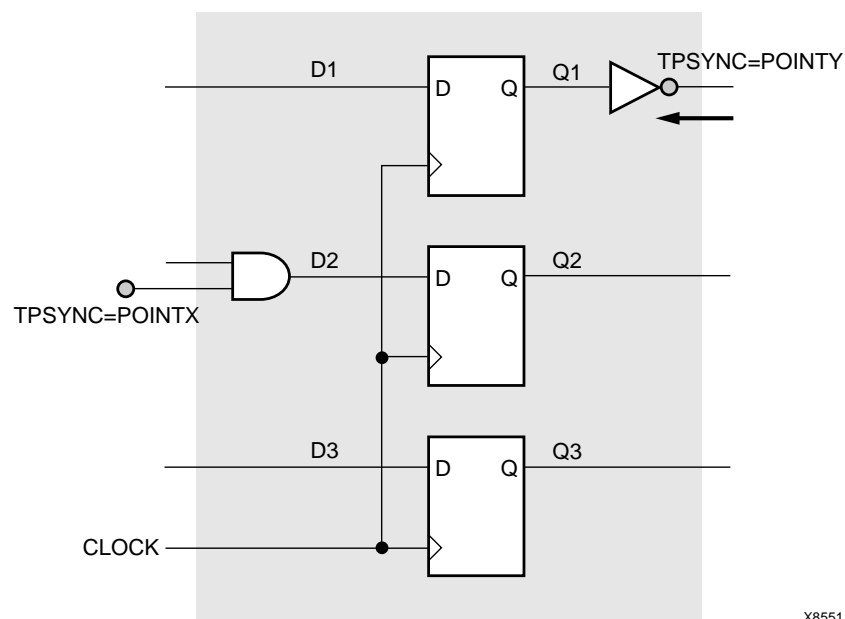 D1
Q1
TPSYNC=POINTY
D
Q
D2
Q2
D
Q
TPSYNC=POINTX
D3
Q3
D
Q
CLOCK
X8551